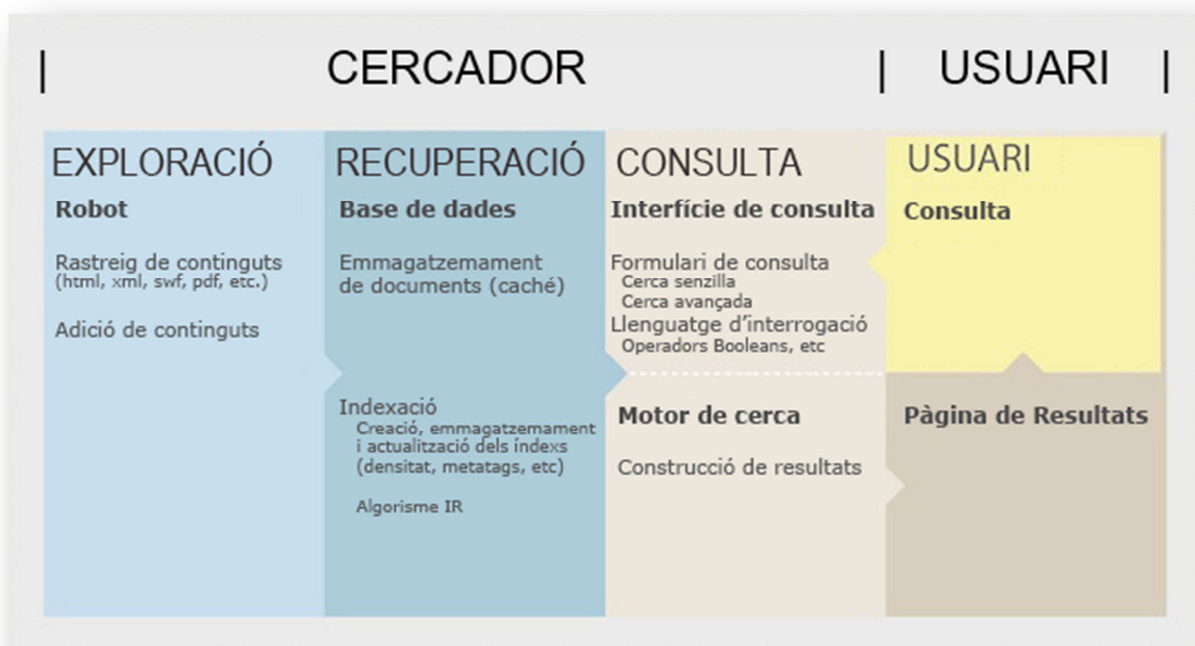 | CERCADOR | USUARI |
EXPLORACIÓ
Robot
Rastreig de continguts
(html, xml, swf, pdf, etc.)
Adició de continguts
RECUPERACIÓ
Base de dades
Emmagatzemament
de documents (caché)
Indexació
Creació, emmagatzemament
i actualització dels índexs
(densitat, metatags, etc)
Algorisme IR
CONSULTA
Interfície de consulta
Formulari de consulta
Cerca senzilla
Cerca avançada
Llenguatge d'interrogació
Operadors Booleans, etc
Motor de cerca
Construcció de resultats
USUARI
Consulta
Pàgina de Resultats